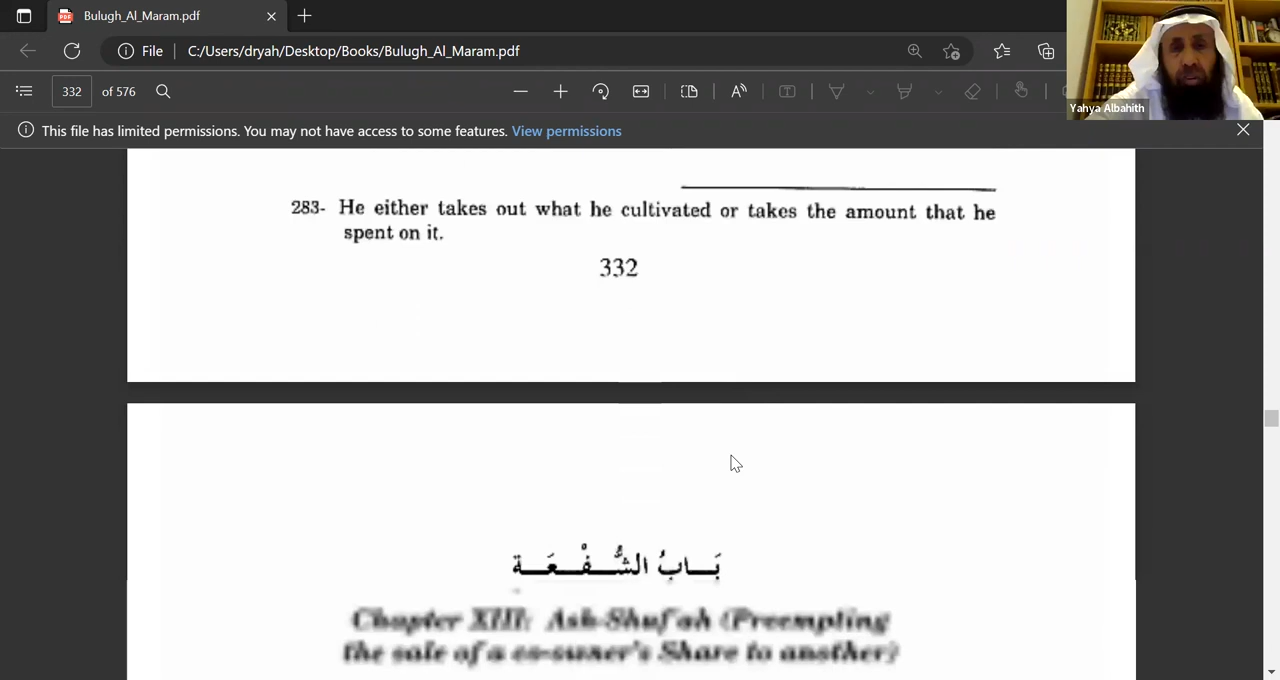 Bulugh_Al_Maram.pdf
File
C:/Users/dryah/Desktop/Books/Bulugh_Al_Maram.pdf
Yahya Albahith
332 of 576
This file has limited permissions. You may not have access to some features. View permissions
283- He either takes out what he cultivated or takes the amount that he
spent on it.
332
بَـــابُ الشُّــفْــعَــة
Chapter XIII: Ash-Shuf'ah (Preempting
the sale of a co-owner's Share to another)